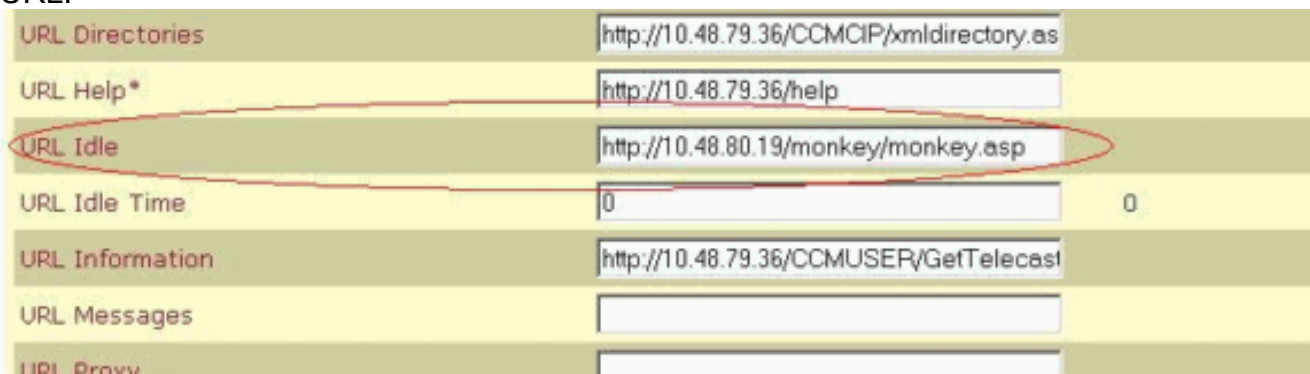 URL Directories http://10.48.79.36/CCMCIP/xmldirectory.as
URL Help* http://10.48.79.36/help
URL Idle http://10.48.80.19/monkey/monkey.asp
URL Idle Time 0 0
URL Information http://10.48.79.36/CCMUSER/GetTelecast
URL Messages
URL Proxy